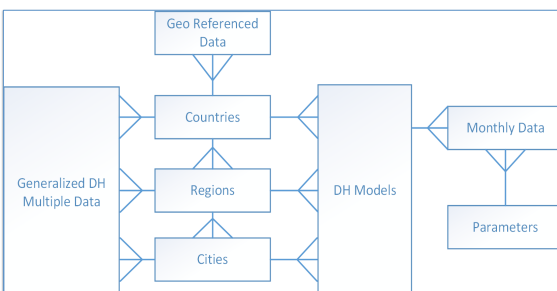 Geo Referenced
Data
Countries
Generalized DH
Multiple Data
Regions
DH Models
Monthly Data
Parameters
Cities